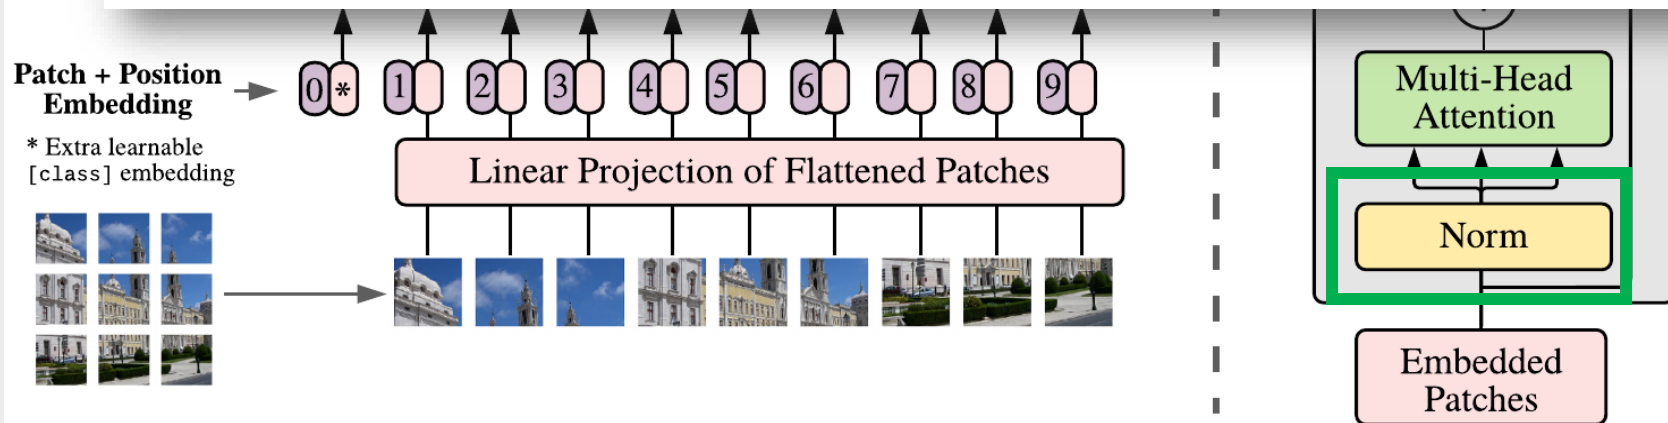 Patch + Position
Embedding
0 * 1 2 3 4 5 6 7 8 9
* Extra learnable
[class] embedding
Linear Projection of Flattened Patches
Multi-Head
Attention
Norm
Embedded
Patches